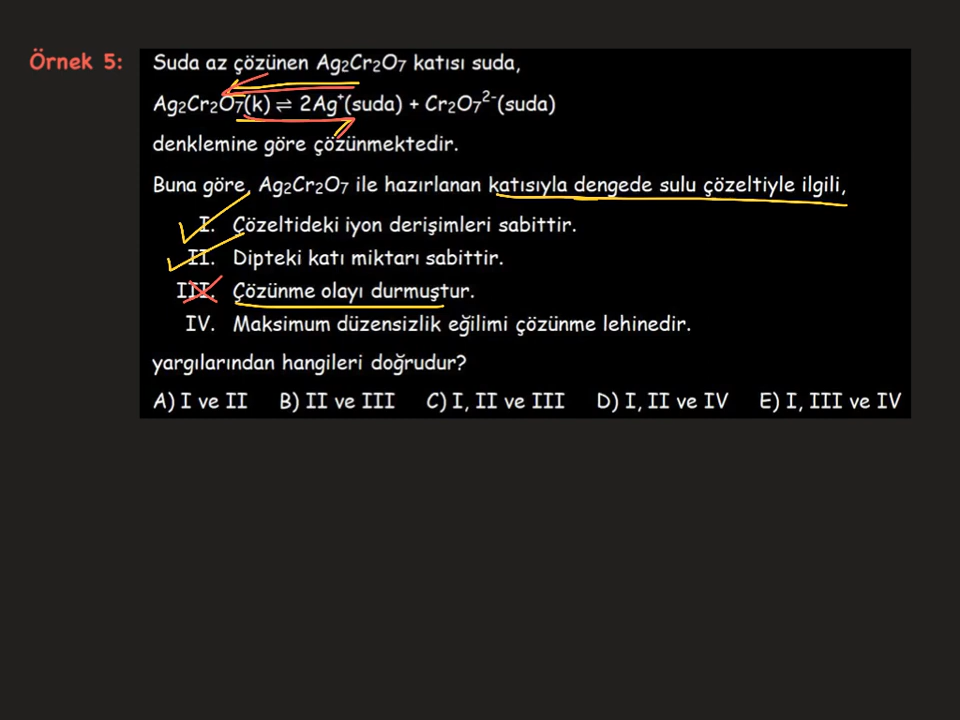 Örnek 5:
Suda az çözünen Ag₂Cr₂O₇ katısı suda,
Ag₂Cr₂O₇(k) ⇌ 2Ag⁺(suda) + Cr₂O₇²⁻(suda)
denklemine göre çözünmektedir.
Buna göre, Ag₂Cr₂O₇ ile hazırlanan katısıyla dengede sulu çözeltiyle ilgili,
I. Çözeltideki iyon derişimleri sabittir.
II. Dipteki katı miktarı sabittir.
III. Çözünme olayı durmuştur.
IV. Maksimum düzensizlik eğilimi çözünme lehinedir.
yargılarından hangileri doğrudur?
A) I ve II B) II ve III C) I, II ve III D) I, II ve IV E) I, III ve IV